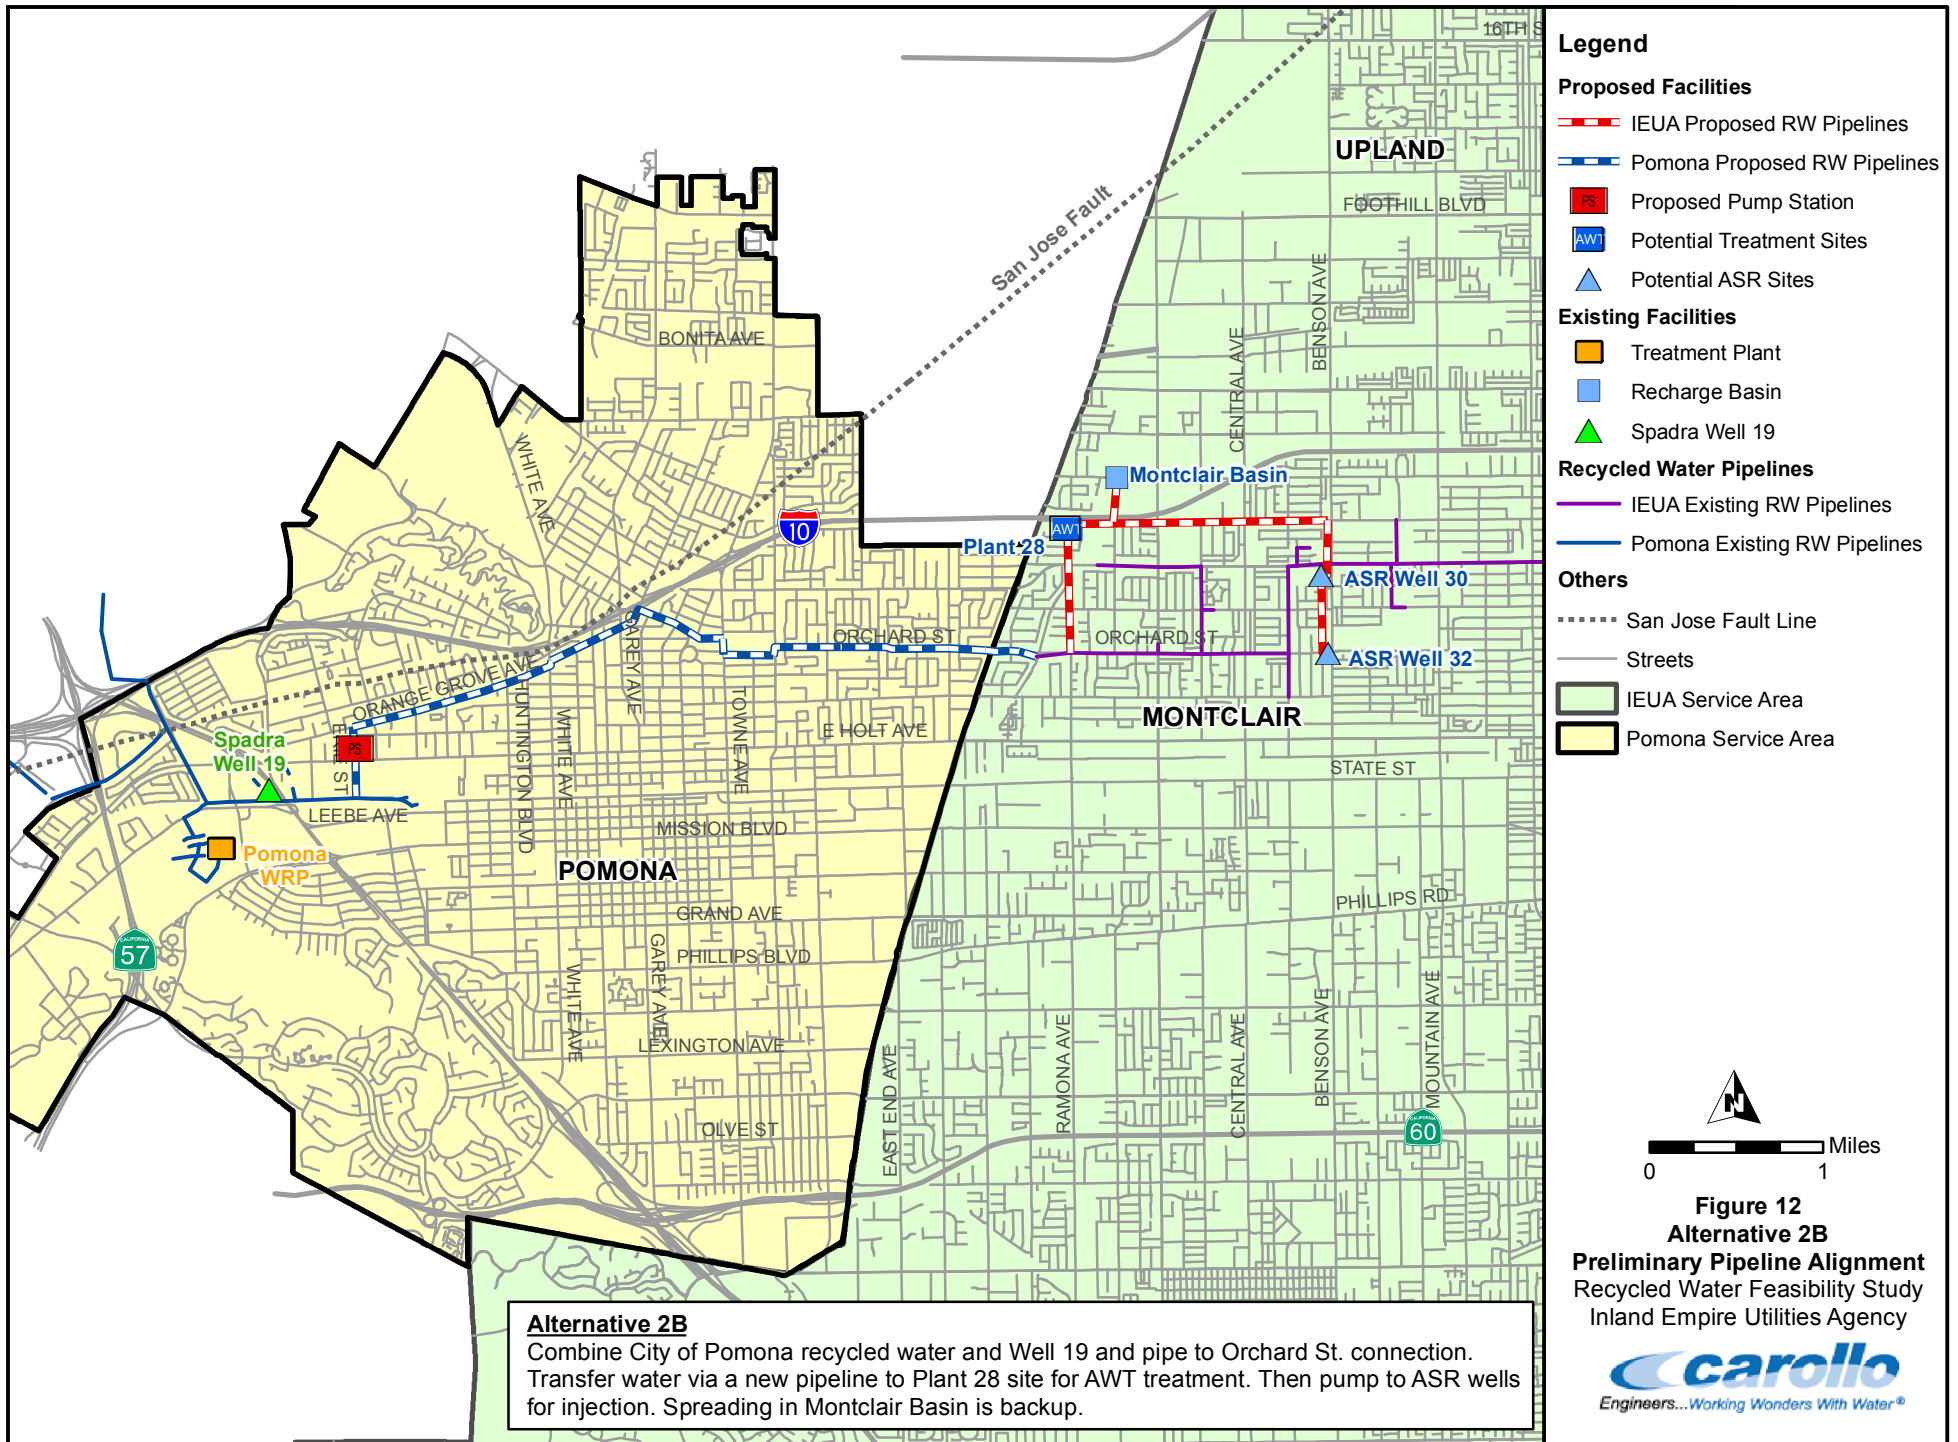 16TH S
UPLAND
FOOTHILL BLVD
San Jose Fault
BENSON AVE
CENTRAL AVE
BONITA AVE
WHITE AVE
Montclair Basin
10
AWT
Plant 28
ASR Well 30
GAREY AVE
ORCHARD ST
ORCHARD ST
ASR Well 32
ORANGE GROVE AVE
HUNTINGTON BLVD
WHITE AVE
TOWNE AVE
E HOLT AVE
MONTCLAIR
ERIE ST
PS
Spadra
Well 19
STATE ST
LEEBE AVE
MISSION BLVD
Pomona
WRP
POMONA
PHILLIPS RD
GRAND AVE
CALIFORNIA
57
GAREY AVE
PHILLIPS BLVD
WHITE AVE
LEXINGTON AVE
EAST END AVE
RAMONA AVE
CENTRAL AVE
BENSON AVE
MOUNTAIN AVE
OLVE ST
CALIFORNIA
60
Alternative 2B
Combine City of Pomona recycled water and Well 19 and pipe to Orchard St. connection.
Transfer water via a new pipeline to Plant 28 site for AWT treatment. Then pump to ASR wells
for injection. Spreading in Montclair Basin is backup.
Legend
Proposed Facilities
IEUA Proposed RW Pipelines
Pomona Proposed RW Pipelines
PS Proposed Pump Station
AWT Potential Treatment Sites
Potential ASR Sites
Existing Facilities
Treatment Plant
Recharge Basin
Spadra Well 19
Recycled Water Pipelines
IEUA Existing RW Pipelines
Pomona Existing RW Pipelines
Others
San Jose Fault Line
Streets
IEUA Service Area
Pomona Service Area
N
Miles
0 1
Figure 12
Alternative 2B
Preliminary Pipeline Alignment
Recycled Water Feasibility Study
Inland Empire Utilities Agency
carollo
Engineers...Working Wonders With Water®